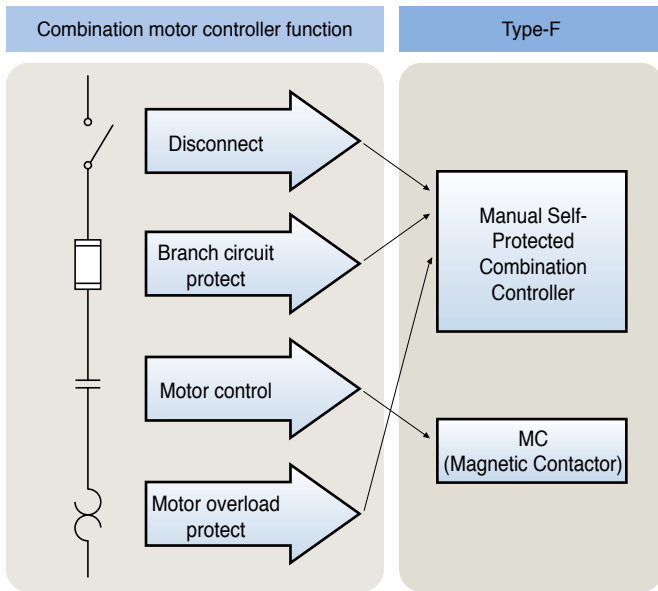 Combination motor controller function
Type-F
Disconnect
Branch circuit
protect
Motor control
Motor overload
protect
Manual Self-
Protected
Combination
Controller
MC
(Magnetic Contactor)